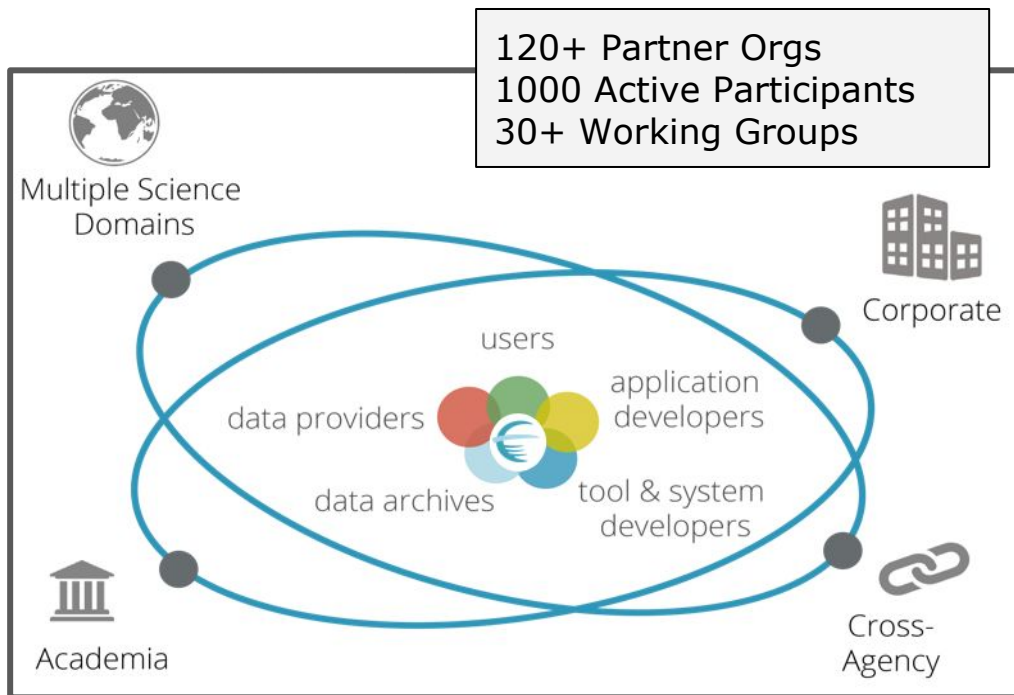 120+ Partner Orgs
1000 Active Participants
30+ Working Groups
Multiple Science
Domains
Corporate
users
application
developers
data providers
data archives
tool & system
developers
Academia
Cross-
Agency